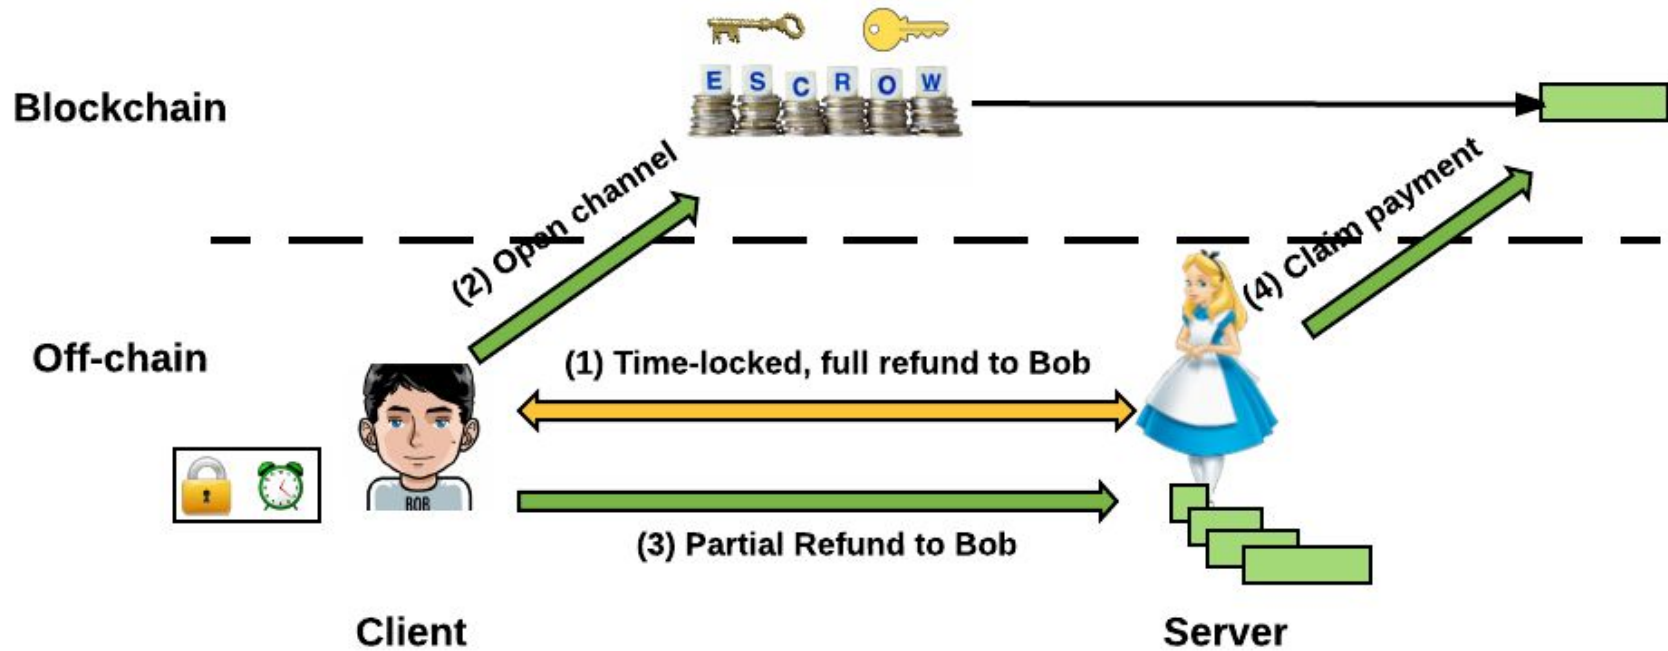 ESCROW
Blockchain
(2) Open channel
(4) Claim payment
Off-chain
(1) Time-locked, full refund to Bob
BOB
(3) Partial Refund to Bob
Client
Server